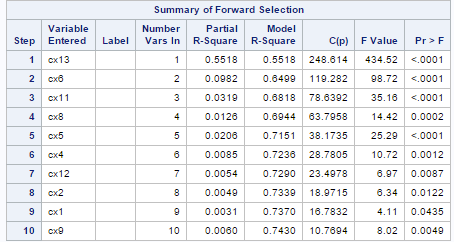 Summary of Forward Selection
Step Variable Entered Label Number Vars In Partial R-Square Model R-Square C(p) F Value Pr > F
1 cx13 1 0.5518 0.5518 248.614 434.52 <.0001
2 cx6 2 0.0982 0.6499 119.282 98.72 <.0001
3 cx11 3 0.0319 0.6818 78.6392 35.16 <.0001
4 cx8 4 0.0126 0.6944 63.7958 14.42 0.0002
5 cx5 5 0.0206 0.7151 38.1735 25.29 <.0001
6 cx4 6 0.0085 0.7236 28.7805 10.72 0.0012
7 cx12 7 0.0054 0.7290 23.4978 6.97 0.0087
8 cx2 8 0.0049 0.7339 18.9715 6.34 0.0122
9 cx1 9 0.0031 0.7370 16.7832 4.11 0.0435
10 cx9 10 0.0060 0.7430 10.7694 8.02 0.0049